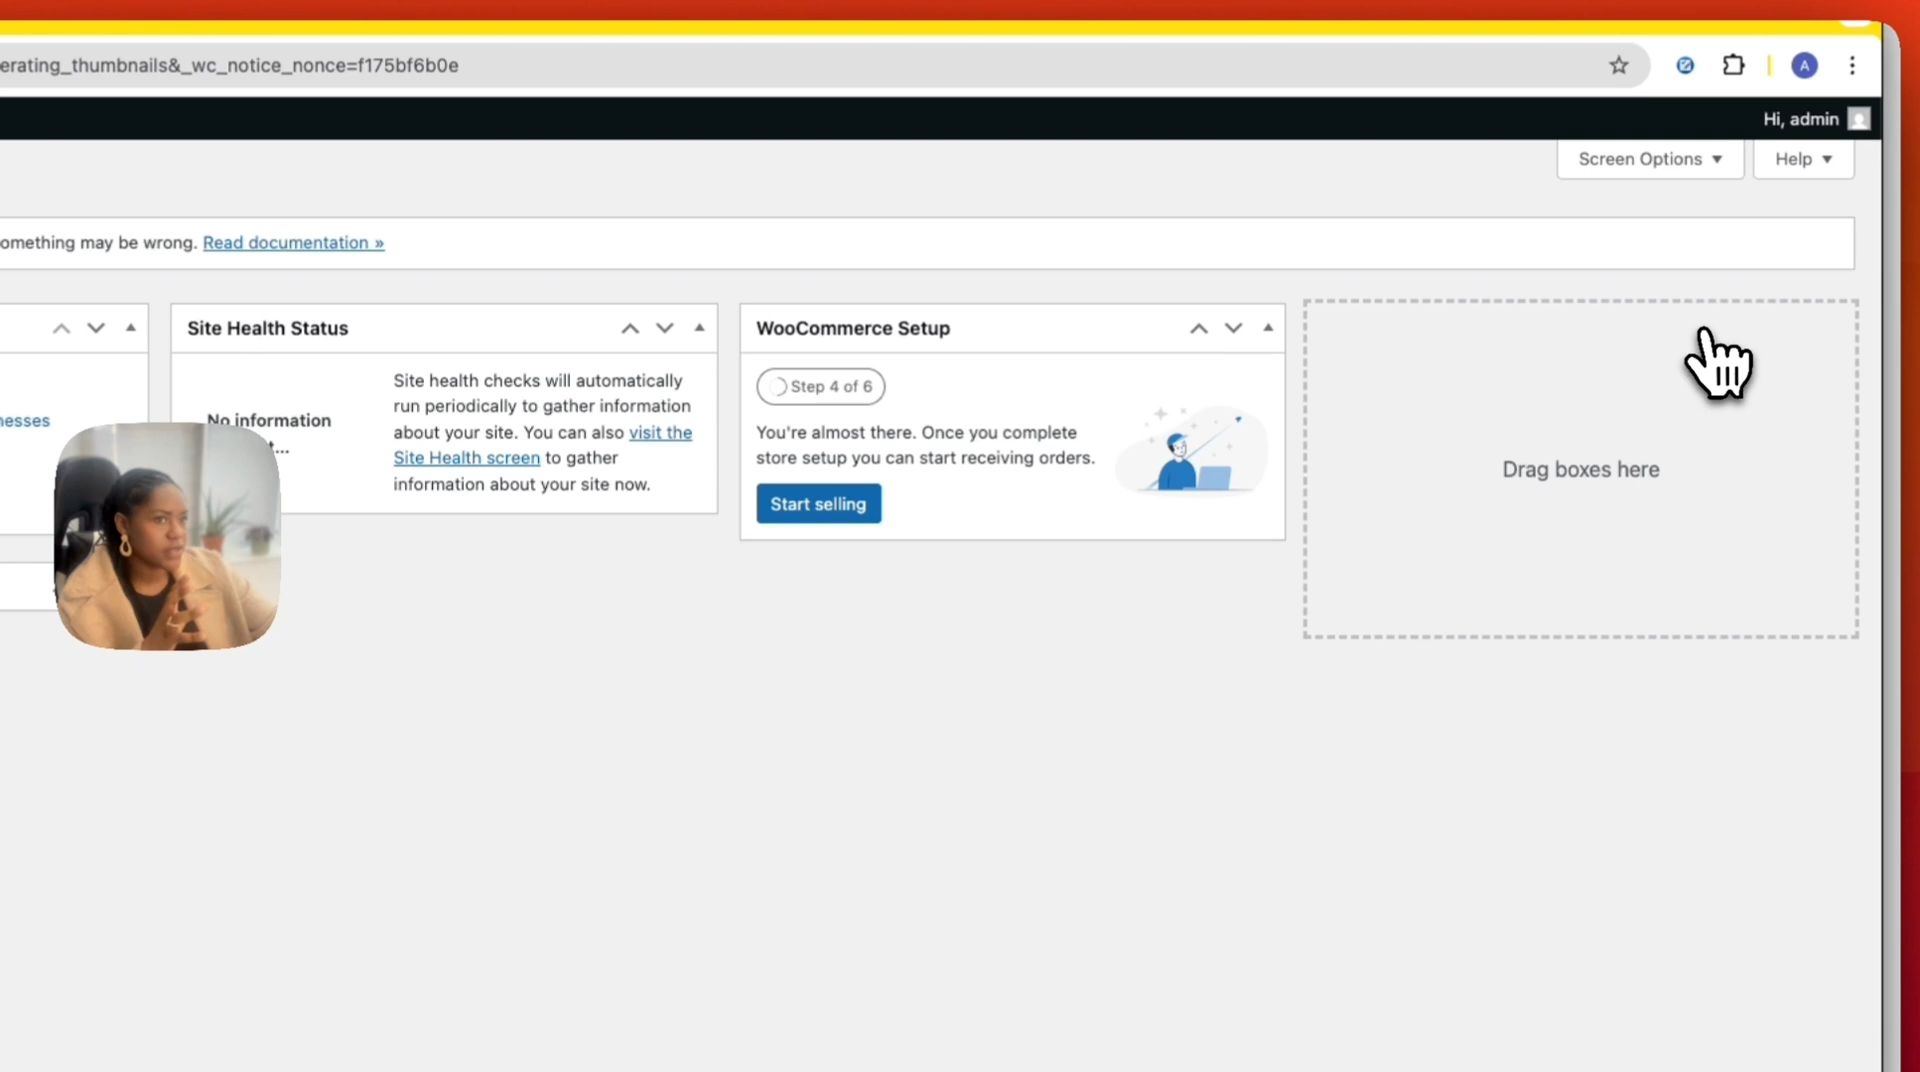 erating_thumbnails&_wc_notice_nonce=f175bf6b0e
A
Hi, admin
Screen Options ▼
Help ▼
omething may be wrong. Read documentation »
Site Health Status
WooCommerce Setup
nesses
No information
...
Site health checks will automatically
run periodically to gather information
about your site. You can also visit the
Site Health screen to gather
information about your site now.
Step 4 of 6
You're almost there. Once you complete
store setup you can start receiving orders.
Start selling
Drag boxes here